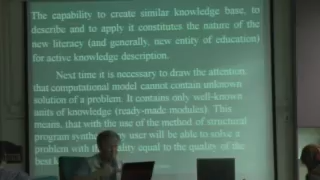 The capability to create similar knowledge base, to
describe and to apply it constitutes the nature of the
new literacy (and generally, new entity of education)
for active knowledge description.
Next time it is necessary to draw the attention
that computational model cannot contain unknown
solution of a problem. It contains only well-known
units of knowledge (ready-made modules). This
means, that with the use of the method of structural
program any user will be able to solve a
problem with equal to the quality of the
best